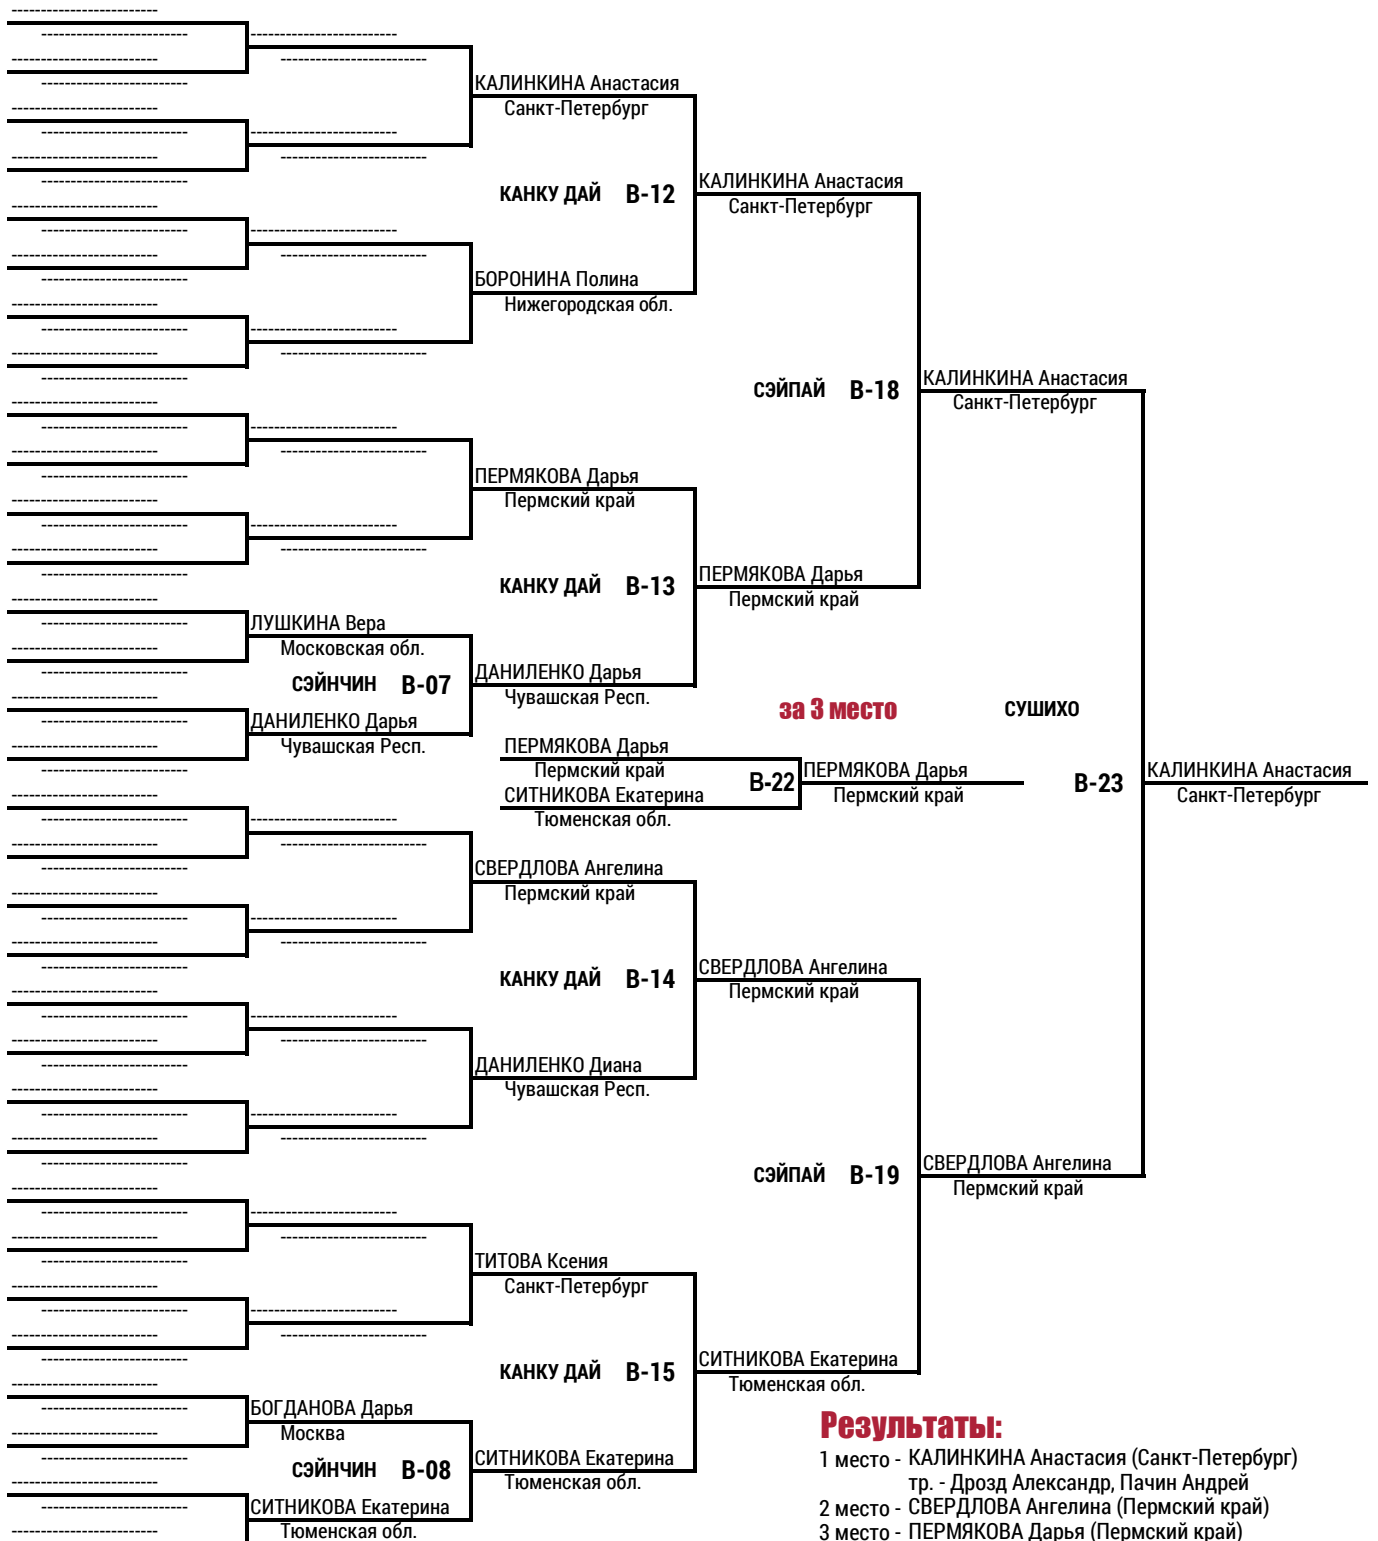 КАЛИНКИНА Анастасия
Санкт-Петербург
КАНКУ ДАЙ B-12
КАЛИНКИНА Анастасия
Санкт-Петербург
БОРОНИНА Полина
Нижегородская обл.
СЭЙПАЙ B-18
КАЛИНКИНА Анастасия
Санкт-Петербург
ПЕРМЯКОВА Дарья
Пермский край
КАНКУ ДАЙ B-13
ПЕРМЯКОВА Дарья
Пермский край
ЛУШКИНА Вера
Московская обл.
СЭЙНЧИН B-07
ДАНИЛЕНКО Дарья
Чувашская Респ.
ДАНИЛЕНКО Дарья
Чувашская Респ.
за 3 место
СУШИХО
ПЕРМЯКОВА Дарья
Пермский край
B-22
СИТНИКОВА Екатерина
Тюменская обл.
ПЕРМЯКОВА Дарья
Пермский край
B-23
КАЛИНКИНА Анастасия
Санкт-Петербург
СВЕРДЛОВА Ангелина
Пермский край
КАНКУ ДАЙ B-14
СВЕРДЛОВА Ангелина
Пермский край
ДАНИЛЕНКО Диана
Чувашская Респ.
СЭЙПАЙ B-19
СВЕРДЛОВА Ангелина
Пермский край
ТИТОВА Ксения
Санкт-Петербург
КАНКУ ДАЙ B-15
СИТНИКОВА Екатерина
Тюменская обл.
БОГДАНОВА Дарья
Москва
СЭЙНЧИН B-08
СИТНИКОВА Екатерина
Тюменская обл.
СИТНИКОВА Екатерина
Тюменская обл.
Результаты:
1 место - КАЛИНКИНА Анастасия (Санкт-Петербург)
тр. - Дрозд Александр, Пачин Андрей
2 место - СВЕРДЛОВА Ангелина (Пермский край)
3 место - ПЕРМЯКОВА Дарья (Пермский край)